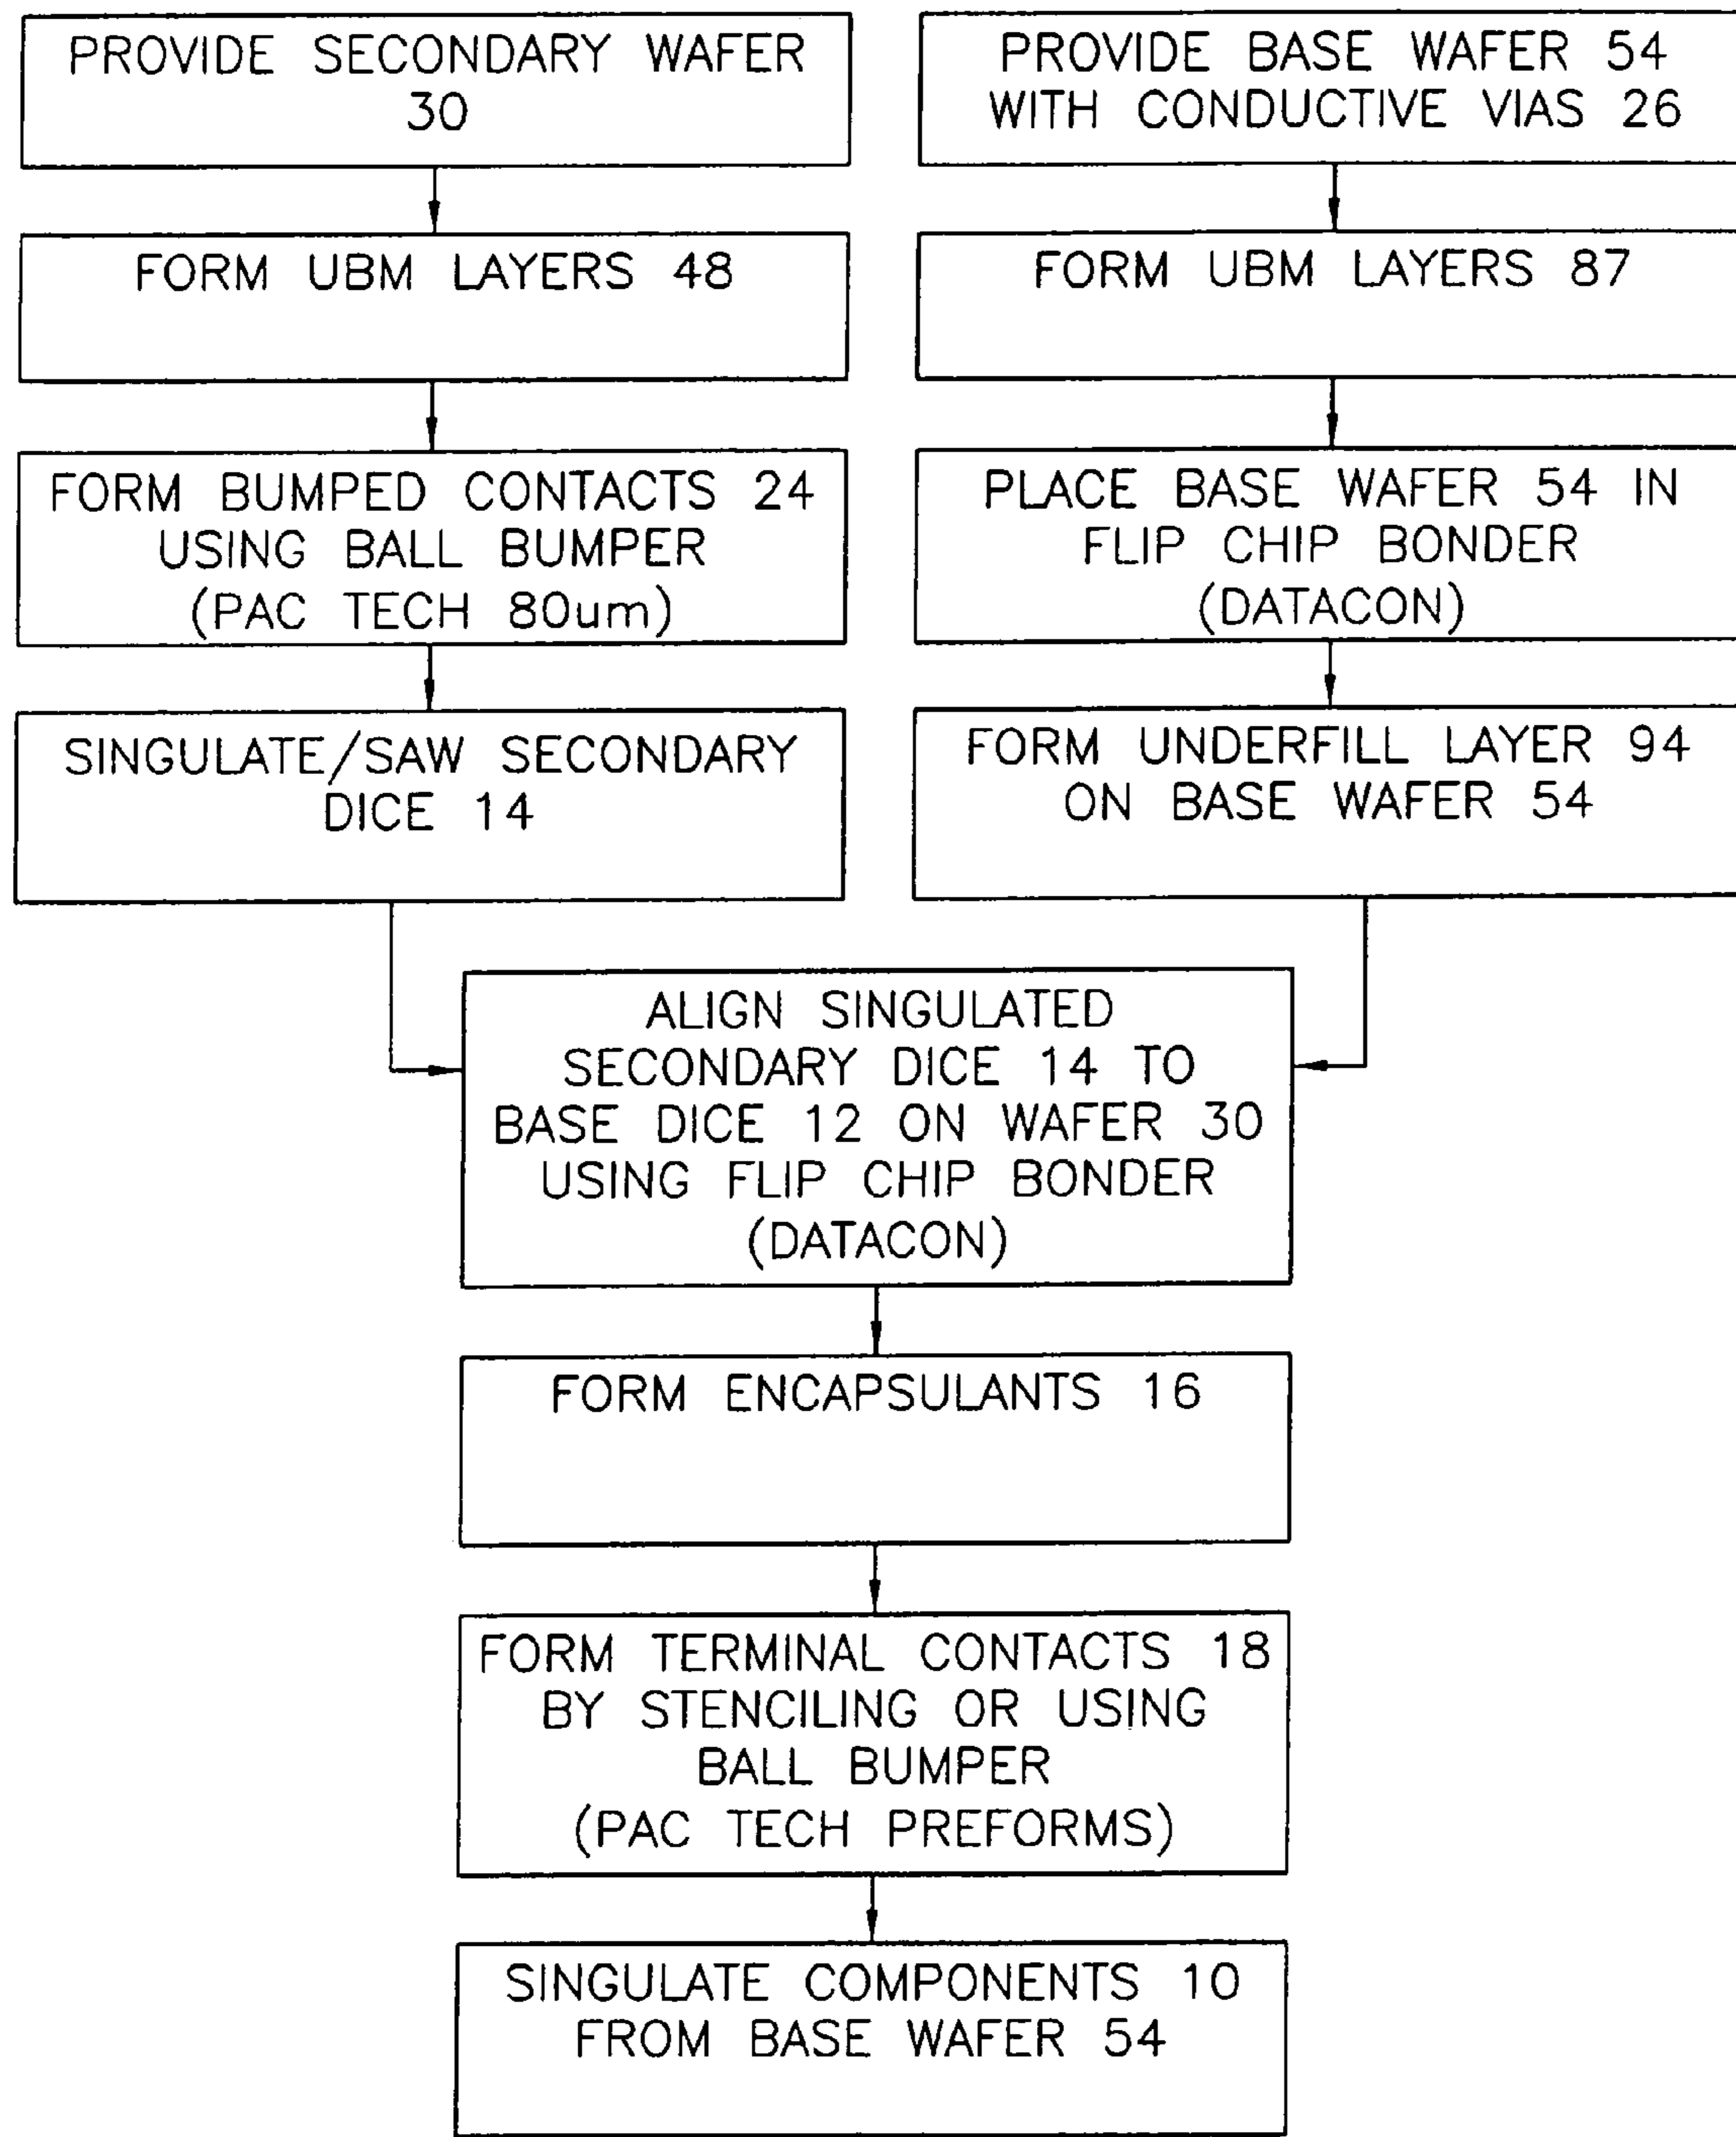 PROVIDE SECONDARY WAFER
30
FORM UBM LAYERS 48
FORM BUMPED CONTACTS 24
USING BALL BUMPER
(PAC TECH 80um)
SINGULATE/SAW SECONDARY
DICE 14
PROVIDE BASE WAFER 54
WITH CONDUCTIVE VIAS 26
FORM UBM LAYERS 87
PLACE BASE WAFER 54 IN
FLIP CHIP BONDER
(DATACON)
FORM UNDERFILL LAYER 94
ON BASE WAFER 54
ALIGN SINGULATED
SECONDARY DICE 14 TO
BASE DICE 12 ON WAFER 30
USING FLIP CHIP BONDER
(DATACON)
FORM ENCAPSULANTS 16
FORM TERMINAL CONTACTS 18
BY STENCILING OR USING
BALL BUMPER
(PAC TECH PREFORMS)
SINGULATE COMPONENTS 10
FROM BASE WAFER 54